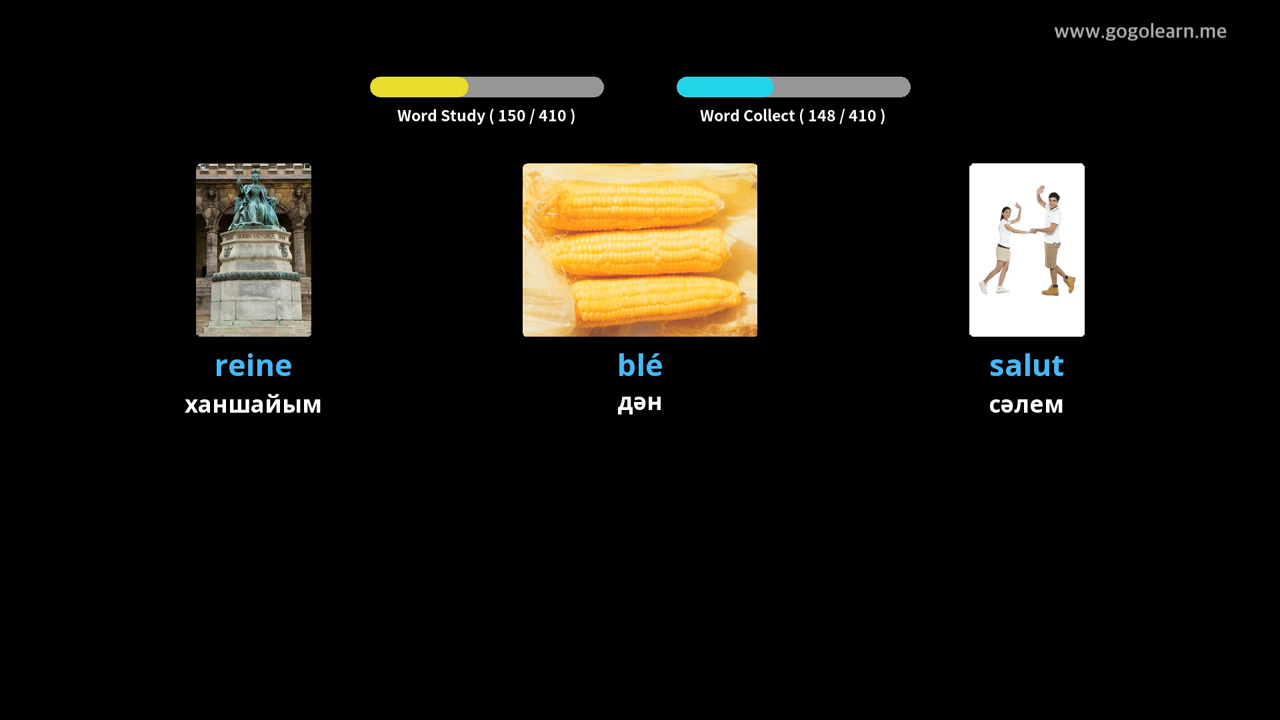 www.gogolearn.me
Word Study ( 150 / 410 )
Word Collect ( 148 / 410 )
reine
ханшайым
blé
дән
salut
сәлем